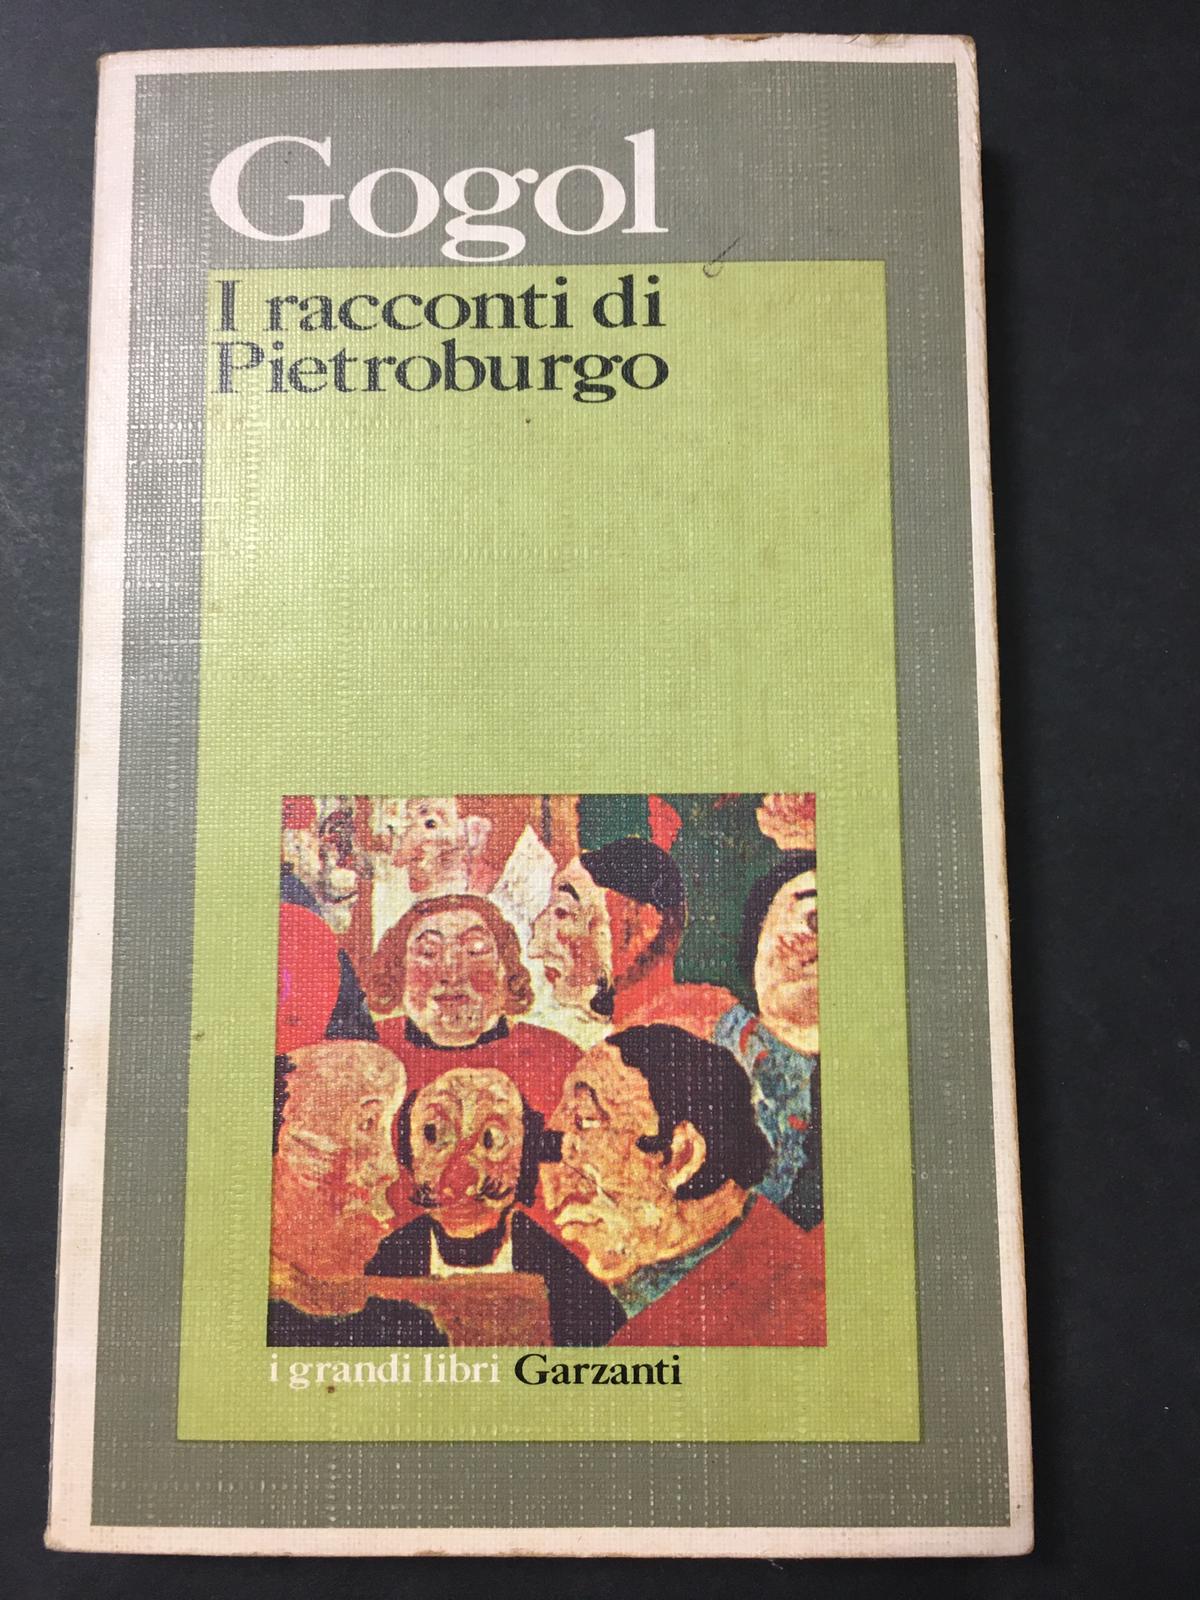 Gogol
I racconti di
Pietroburgo
i grandi libri Garzanti